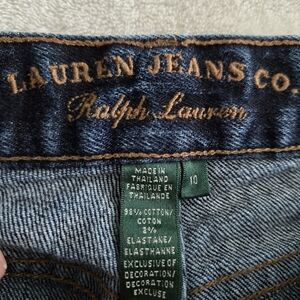 LAUREN JEANS CO.
Ralph Lauren
MADE IN
THAILAND
FABRIQUE EN
THAILANDE
10
98% COTTON/
COTON
2%
ELASTANE/
ELASTHANNE
EXCLUSIVE OF
DECORATION/
DECORATION
EXCLUSE